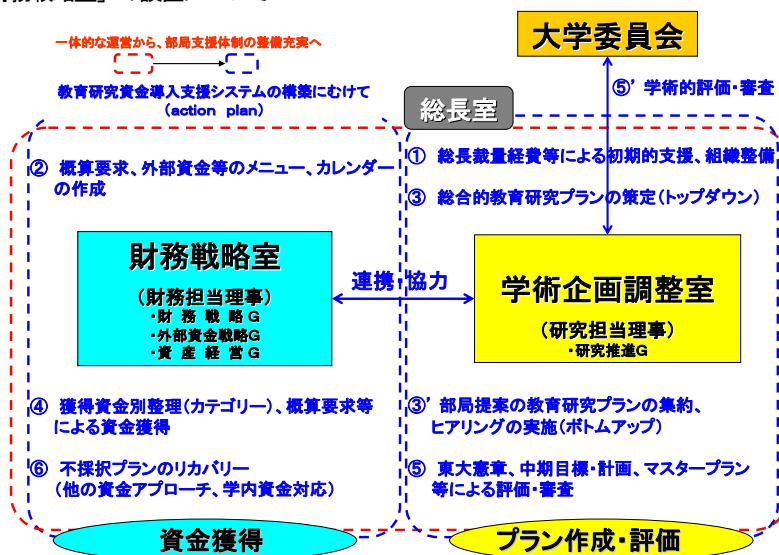 一体的な運営から、部局支援体制の整備充実へ
教育研究資金導入支援システムの構築にむけて
(action plan)
大学委員会
⑤’ 学術的評価・審査
総長室
② 概算要求、外部資金等のメニュー、カレンダー
の作成
① 総長裁量経費等による初期的支援、組織整備
③ 総合的教育研究プランの策定(トップダウン)
財務戦略室
(財務担当理事)
・財 務 戦 略G
・外部資金戦略G
・資 産 経 営G
連携・協力
学術企画調整室
(研究担当理事)
・研究推進G
④ 獲得資金別整理(カテゴリー)、概算要求等
による資金獲得
⑥ 不採択プランのリカバリー
(他の資金アプローチ、学内資金対応)
③’ 部局提案の教育研究プランの集約、
ヒアリングの実施(ボトムアップ)
⑤ 東大憲章、中期目標・計画、マスタープラン
等による評価・審査
資金獲得
プラン作成・評価